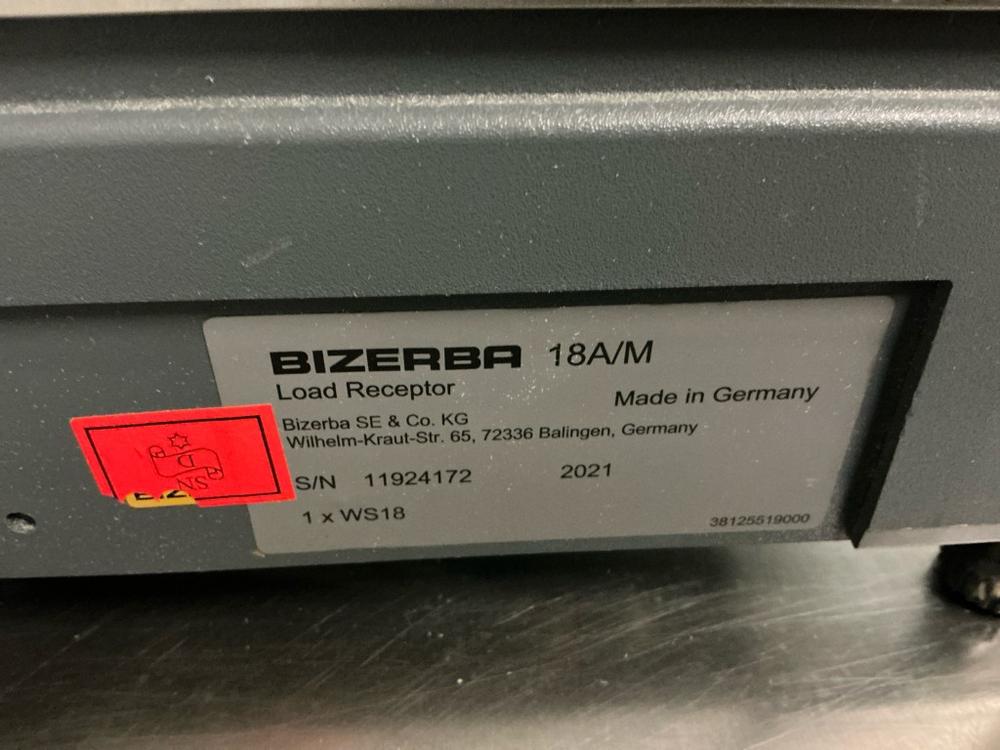 BIZERBA 18A/M
Load Receptor
Made in Germany
Bizerba SE & Co. KG
Wilhelm-Kraut-Str. 65, 72336 Balingen, Germany
S/N 11924172 2021
1 x WS18
38125519000
D
SN